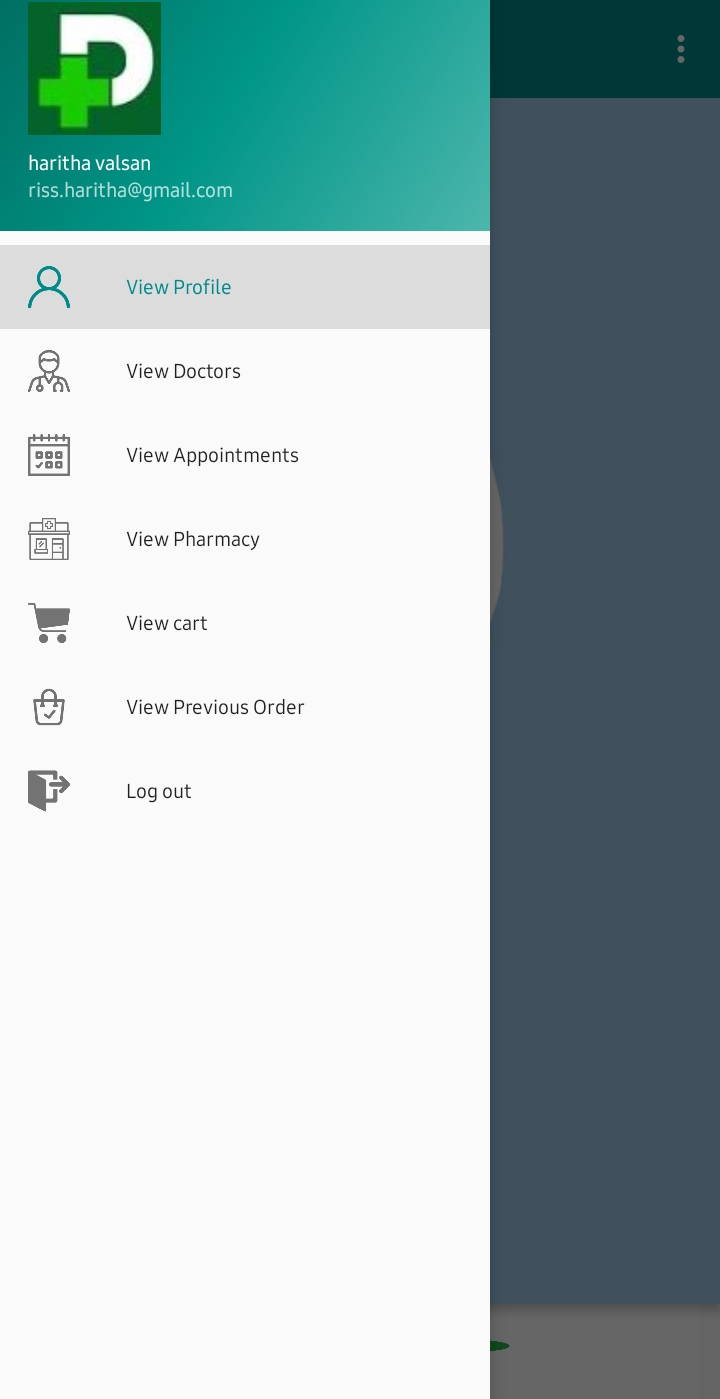 haritha valsan
riss.haritha@gmail.com
View Profile
View Doctors
View Appointments
View Pharmacy
View cart
View Previous Order
Log out